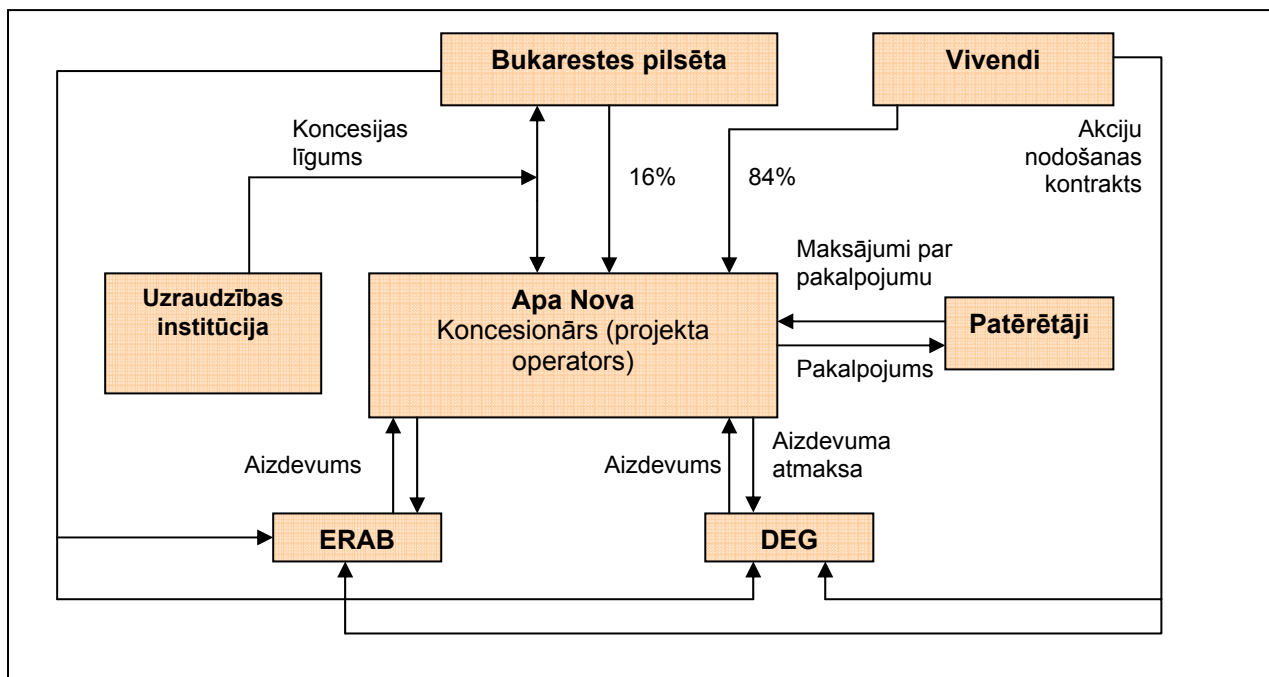 Bukarestes pilsēta
Vivendi
Koncesijas
līgums
16%
84%
Akciju
nodošanas
kontrakts
Maksājumi par
pakalpojumu
Uzraudzības
institūcija
Apa Nova
Koncesionārs (projekta
operators)
Patērētāji
Pakalpojums
Aizdevums
Aizdevums
Aizdevuma
atmaksa
ERAB
DEG